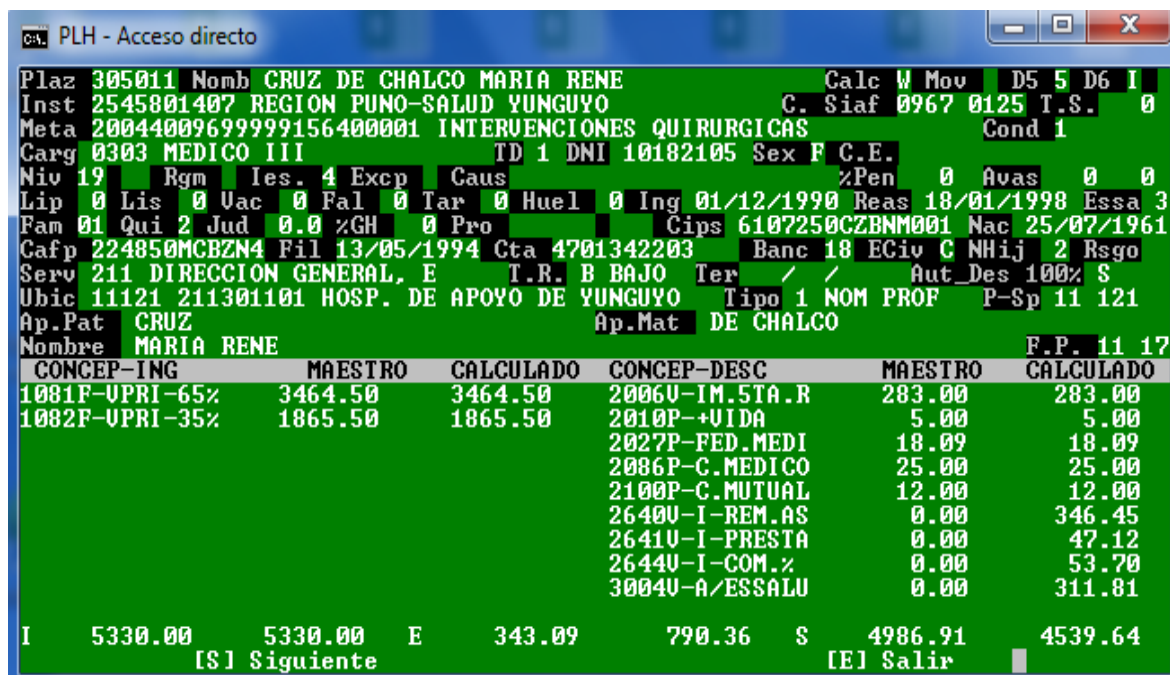 PLH - Acceso directo
Plaz 305011 Nomb CRUZ DE CHALCO MARIA RENE Calc W Mov D5 5 D6 I
Inst 2545801407 REGION PUNO-SALUD YUNGUYO C. Siaf 0967 0125 T.S. 0
Meta 200440096999999156400001 INTERVENCIONES QUIRURGICAS Cond 1
Carg 0303 MEDICO III TD 1 DNI 10182105 Sex F C.E.
Niv 19 Rgm Ies. 4 Excp Caus %Pen 0 Avas 0 0
Lip 0 Lis 0 Vac 0 Fal 0 Tar 0 Huel 0 Ing 01/12/1990 Reas 18/01/1998 Essa 3
Fam 01 Qui 2 Jud 0.0 %GH 0 Pro Cips 6107250CZBNM001 Nac 25/07/1961
Cafp 224850MCBZN4 Fil 13/05/1994 Cta 4701342203 Banc 18 ECiv C NHij 2 Rsgo
Serv 211 DIRECCION GENERAL, E T.R. B BAJO Ter / / Aut_Des 100% S
Ubic 11121 211301101 HOSP. DE APOYO DE YUNGUYO Tipo 1 NOM PROF P-Sp 11 121
Ap.Pat CRUZ Ap.Mat DE CHALCO
Nombre MARIA RENE F.P. 11 17
CONCEP-ING MAESTRO CALCULADO CONCEP-DESC MAESTRO CALCULADO
1081F-VPRI-65% 3464.50 3464.50 2006V-IM.5TA.R 283.00 283.00
1082F-VPRI-35% 1865.50 1865.50 2010P-+VIDA 5.00 5.00
2027P-FED.MEDI 18.09 18.09
2086P-C.MEDICO 25.00 25.00
2100P-C.MUTUAL 12.00 12.00
2640V-I-REM.AS 0.00 346.45
2641V-I-PRESTA 0.00 47.12
2644V-I-COM.% 0.00 53.70
3004V-A/ESSALU 0.00 311.81
I 5330.00 5330.00 E 343.09 790.36 S 4986.91 4539.64
[S] Siguiente [E] Salir